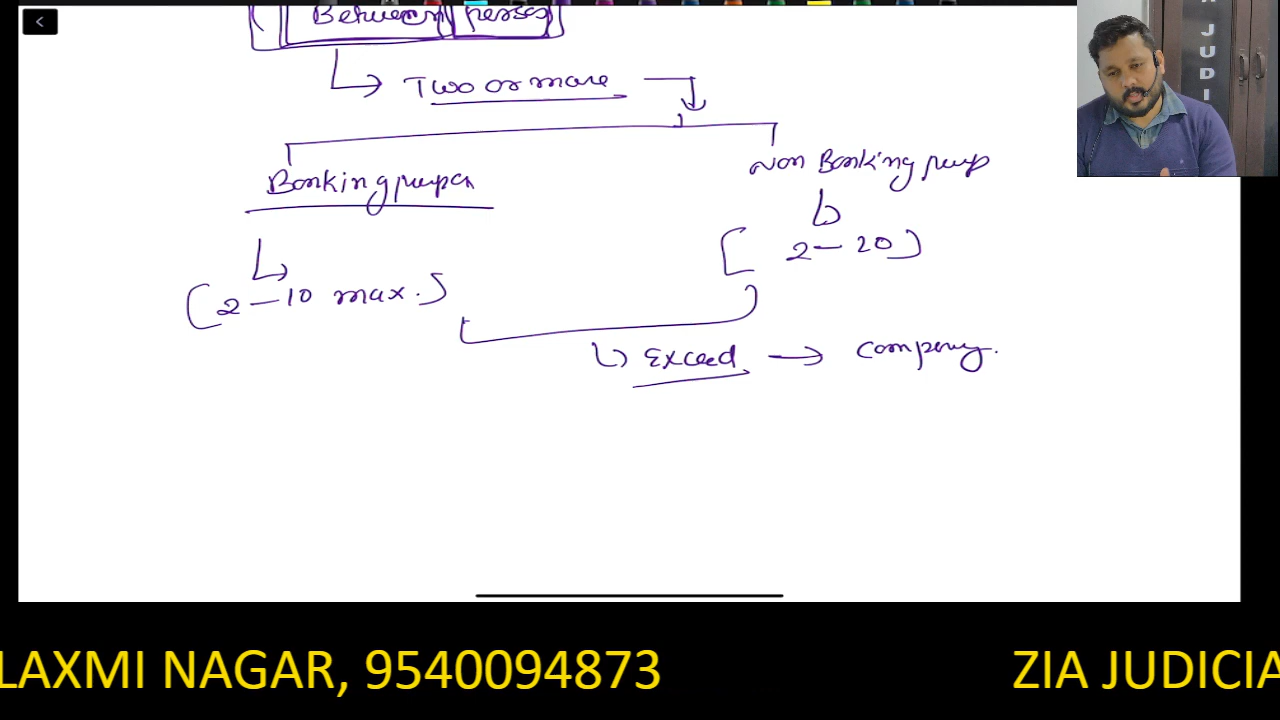 Between persons
Two or more
Banking purpose
Non Banking purp
[2 — 10 max.]
[2 — 20]
Exceed → company.
JUDI
LAXMI NAGAR, 9540094873
ZIA JUDICIA